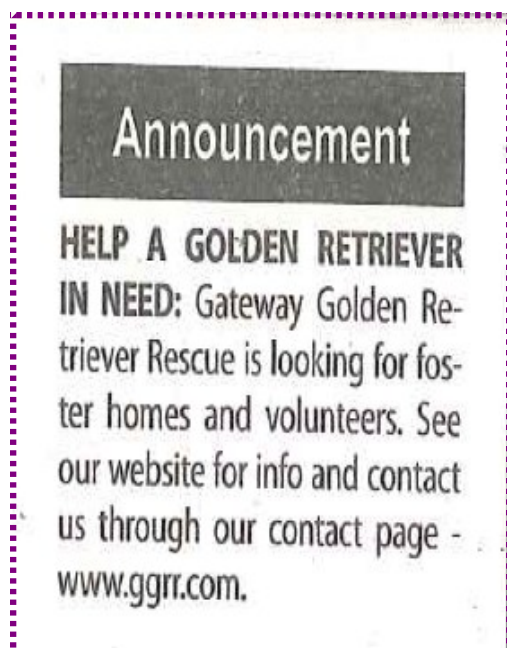 Announcement
HELP A GOLDEN RETRIEVER
IN NEED: Gateway Golden Re-
triever Rescue is looking for fos-
ter homes and volunteers. See
our website for info and contact
us through our contact page -
www.ggrr.com.